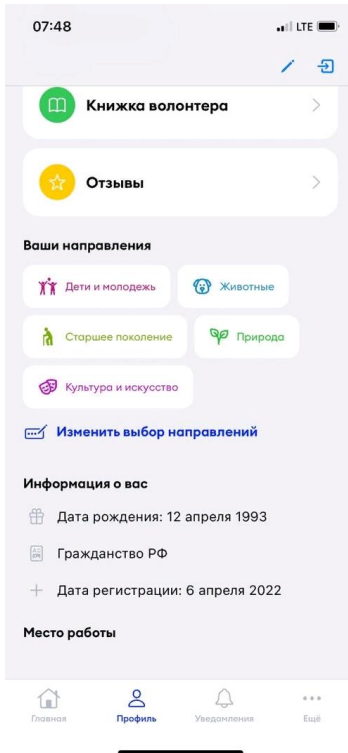 07:48
LTE
Книжка волонтера
Отзывы
Ваши направления
Дети и молодежь
Животные
Старшее поколение
Природа
Культура и искусство
Изменить выбор направлений
Информация о вас
Дата рождения: 12 апреля 1993
Гражданство РФ
Дата регистрации: 6 апреля 2022
Место работы
Главная
Профиль
Уведомления
Ещё